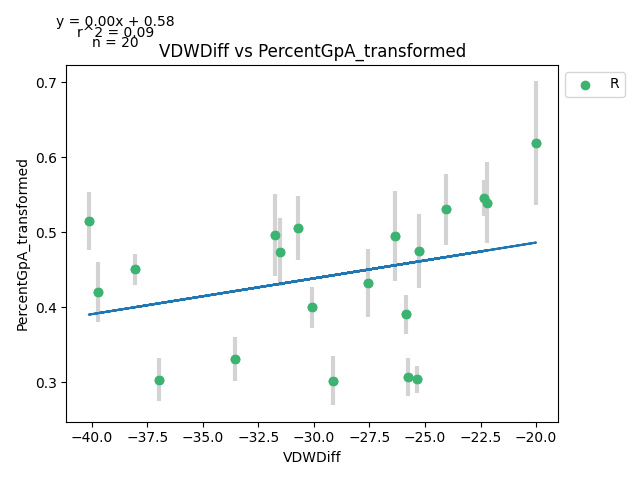 y = 0.00x + 0.58
r^2 = 0.09
n = 20
VDWDiff vs PercentGpA_transformed
R
PercentGpA_transformed
0.7
0.6
0.5
0.4
0.3
−40.0 −37.5 −35.0 −32.5 −30.0 −27.5 −25.0 −22.5 −20.0
VDWDiff